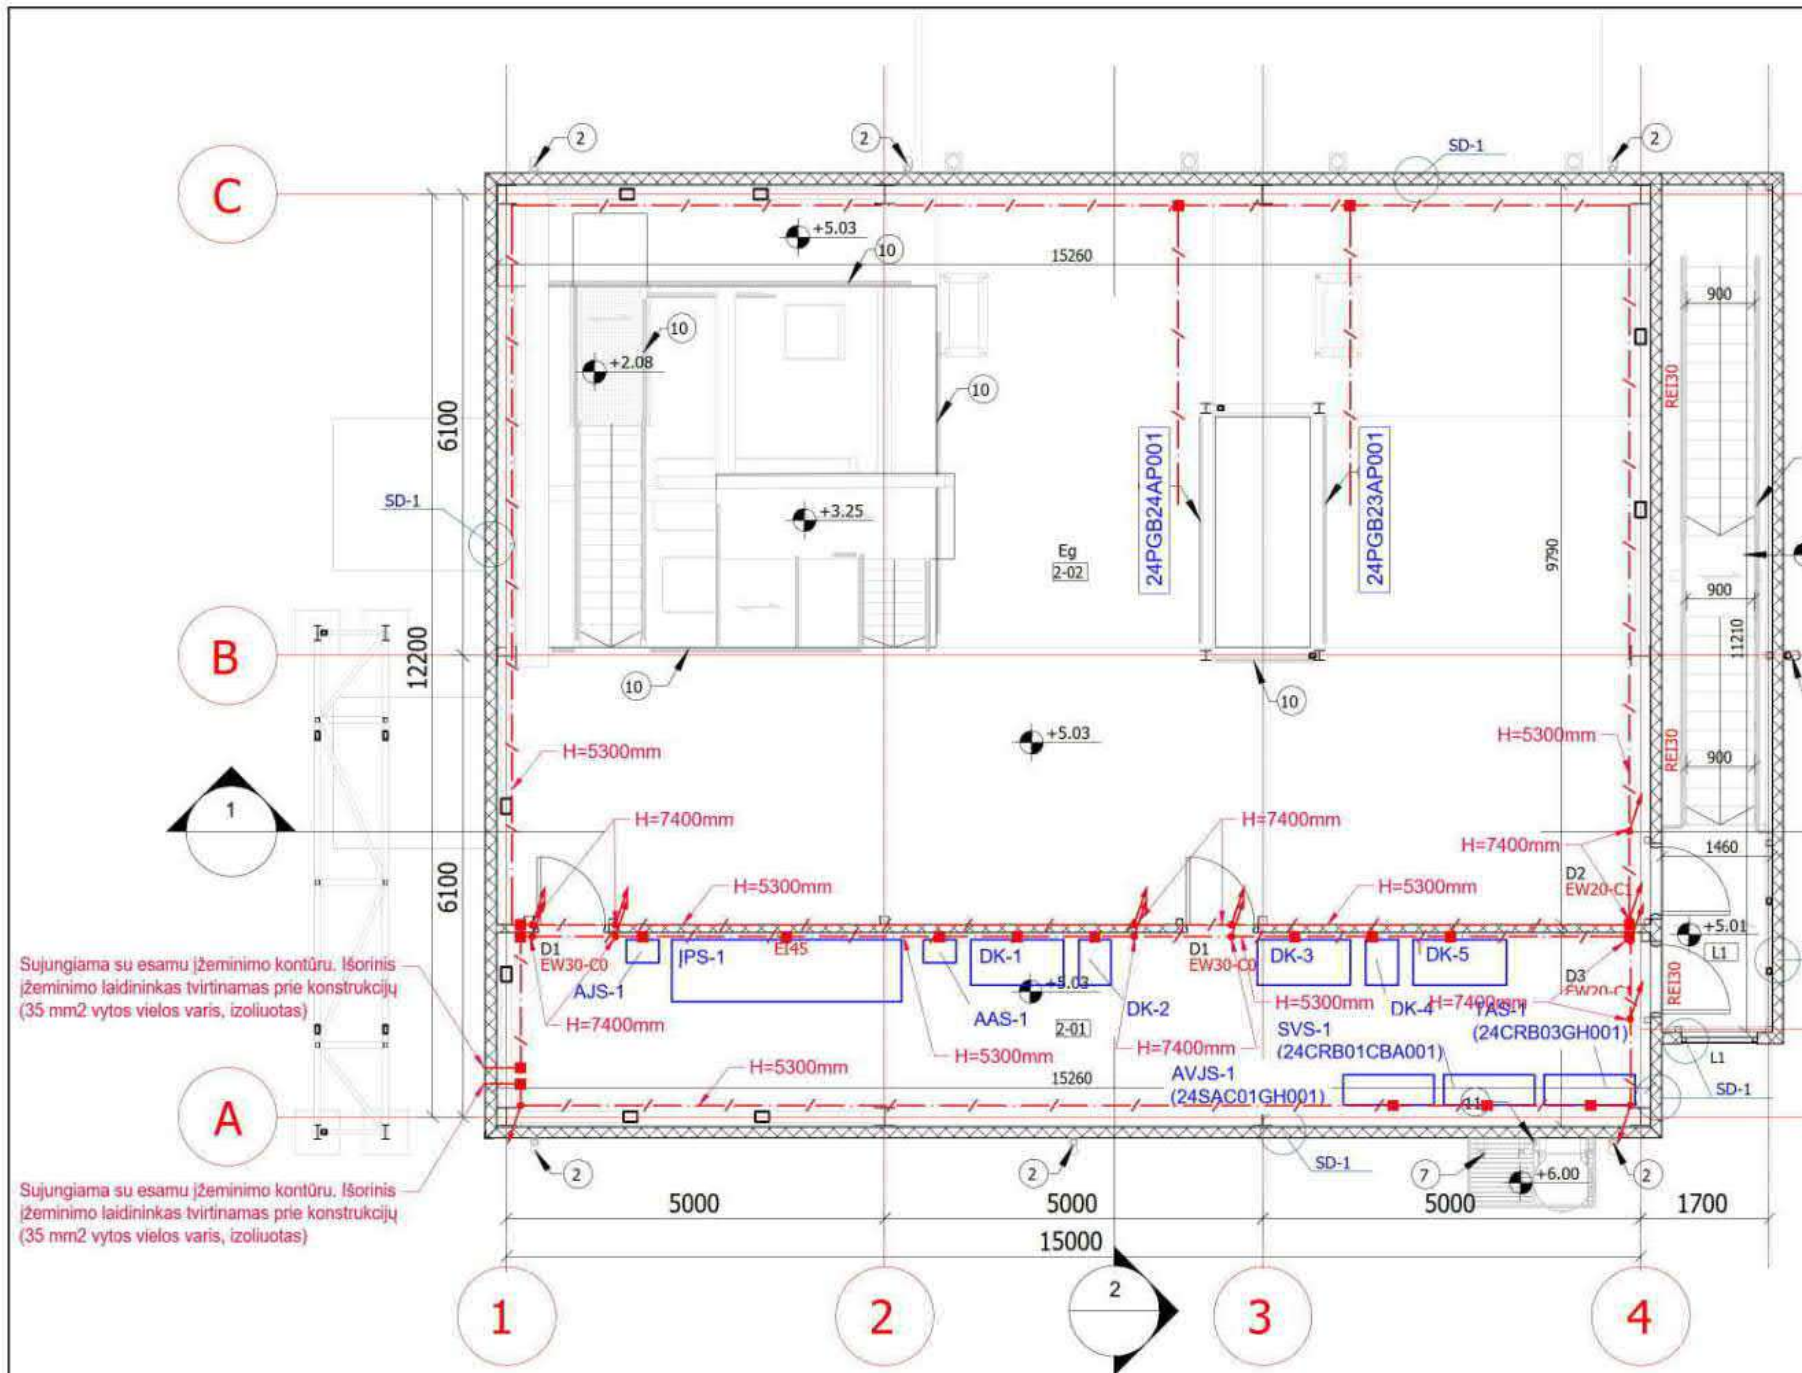 2
2
SD-1
2
C
+5.03
10
15260
900
10
+2.08
10
REI30
6100
24PGB24AP001
24PGB23AP001
SD-1
+3.25
Eg
2-02
9790
900
11210
B
12200
10
10
+5.03
H=5300mm
H=5300mm
REI30
900
1
H=7400mm
H=7400mm
H=7400mm
1460
6100
H=5300mm
H=5300mm
D2
EW20-C1
+5.01
L1
D1
EW30-C0
ĮPS-1
EI45
DK-1
D1
EW30-C0
DK-3
DK-5
D3
EW20-C1
REI30
Sujungiama su esamu įžeminimo kontūru. Išorinis
įžeminimo laidininkas tvirtinamas prie konstrukcijų
(35 mm2 vytos vielos varis, izoliuotas)
AJS-1
+5.03
H=5300mm
H=7400mm
DK-2
DK-4
TAS-1
(24CRB03GH001)
H=7400mm
AAS-1
2-01
SVS-1
(24CRB01CBA001)
H=5300mm
H=7400mm
L1
H=5300mm
15260
AVJS-1
(24SAC01GH001)
11
SD-1
A
2
2
SD-1
7
+6.00
2
Sujungiama su esamu įžeminimo kontūru. Išorinis
įžeminimo laidininkas tvirtinamas prie konstrukcijų
(35 mm2 vytos vielos varis, izoliuotas)
5000
5000
5000
1700
15000
2
1
2
3
4